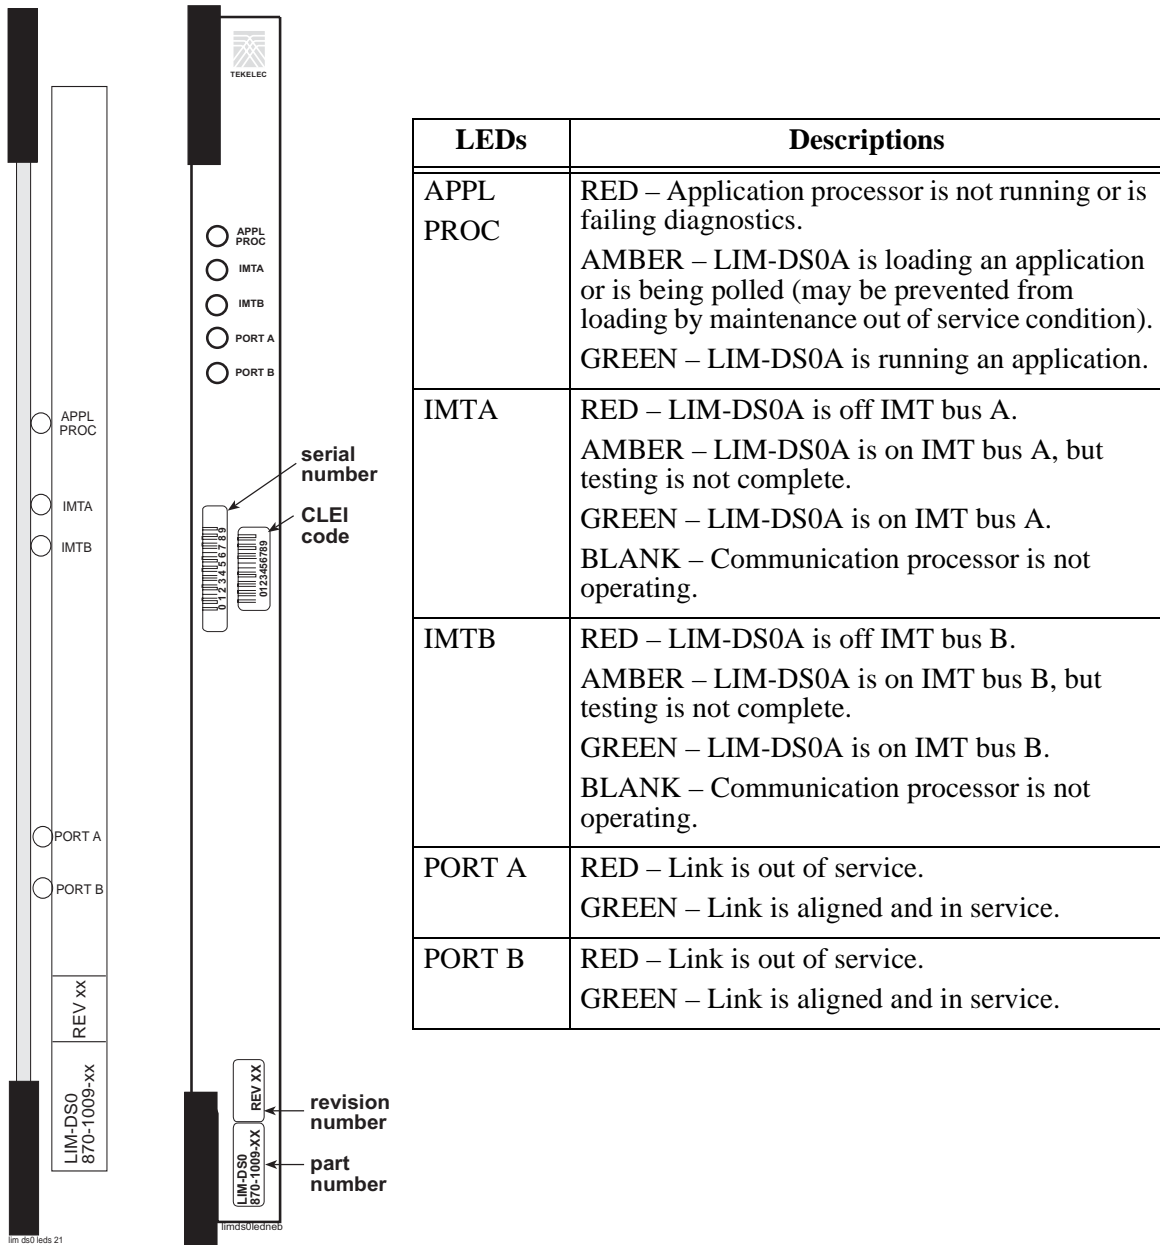 APPL
PROC
IMTA
IMTB
PORT A
PORT B
REV xx
LIM-DS0
870-1009-xx
lim ds0 leds 21
TEKELEC
APPL
PROC
IMTA
IMTB
PORT A
PORT B
serial
number
CLEI
code
0 1 2 3 4 5 6 7 8 9
0123456789
REV XX
LIM-DS0
870-1009-XX
revision
number
part
number
limds0ledneb
LEDs Descriptions
APPL
PROC
RED – Application processor is not running or is
failing diagnostics.
AMBER – LIM-DS0A is loading an application
or is being polled (may be prevented from
loading by maintenance out of service condition).
GREEN – LIM-DS0A is running an application.
IMTA
RED – LIM-DS0A is off IMT bus A.
AMBER – LIM-DS0A is on IMT bus A, but
testing is not complete.
GREEN – LIM-DS0A is on IMT bus A.
BLANK – Communication processor is not
operating.
IMTB
RED – LIM-DS0A is off IMT bus B.
AMBER – LIM-DS0A is on IMT bus B, but
testing is not complete.
GREEN – LIM-DS0A is on IMT bus B.
BLANK – Communication processor is not
operating.
PORT A
RED – Link is out of service.
GREEN – Link is aligned and in service.
PORT B
RED – Link is out of service.
GREEN – Link is aligned and in service.